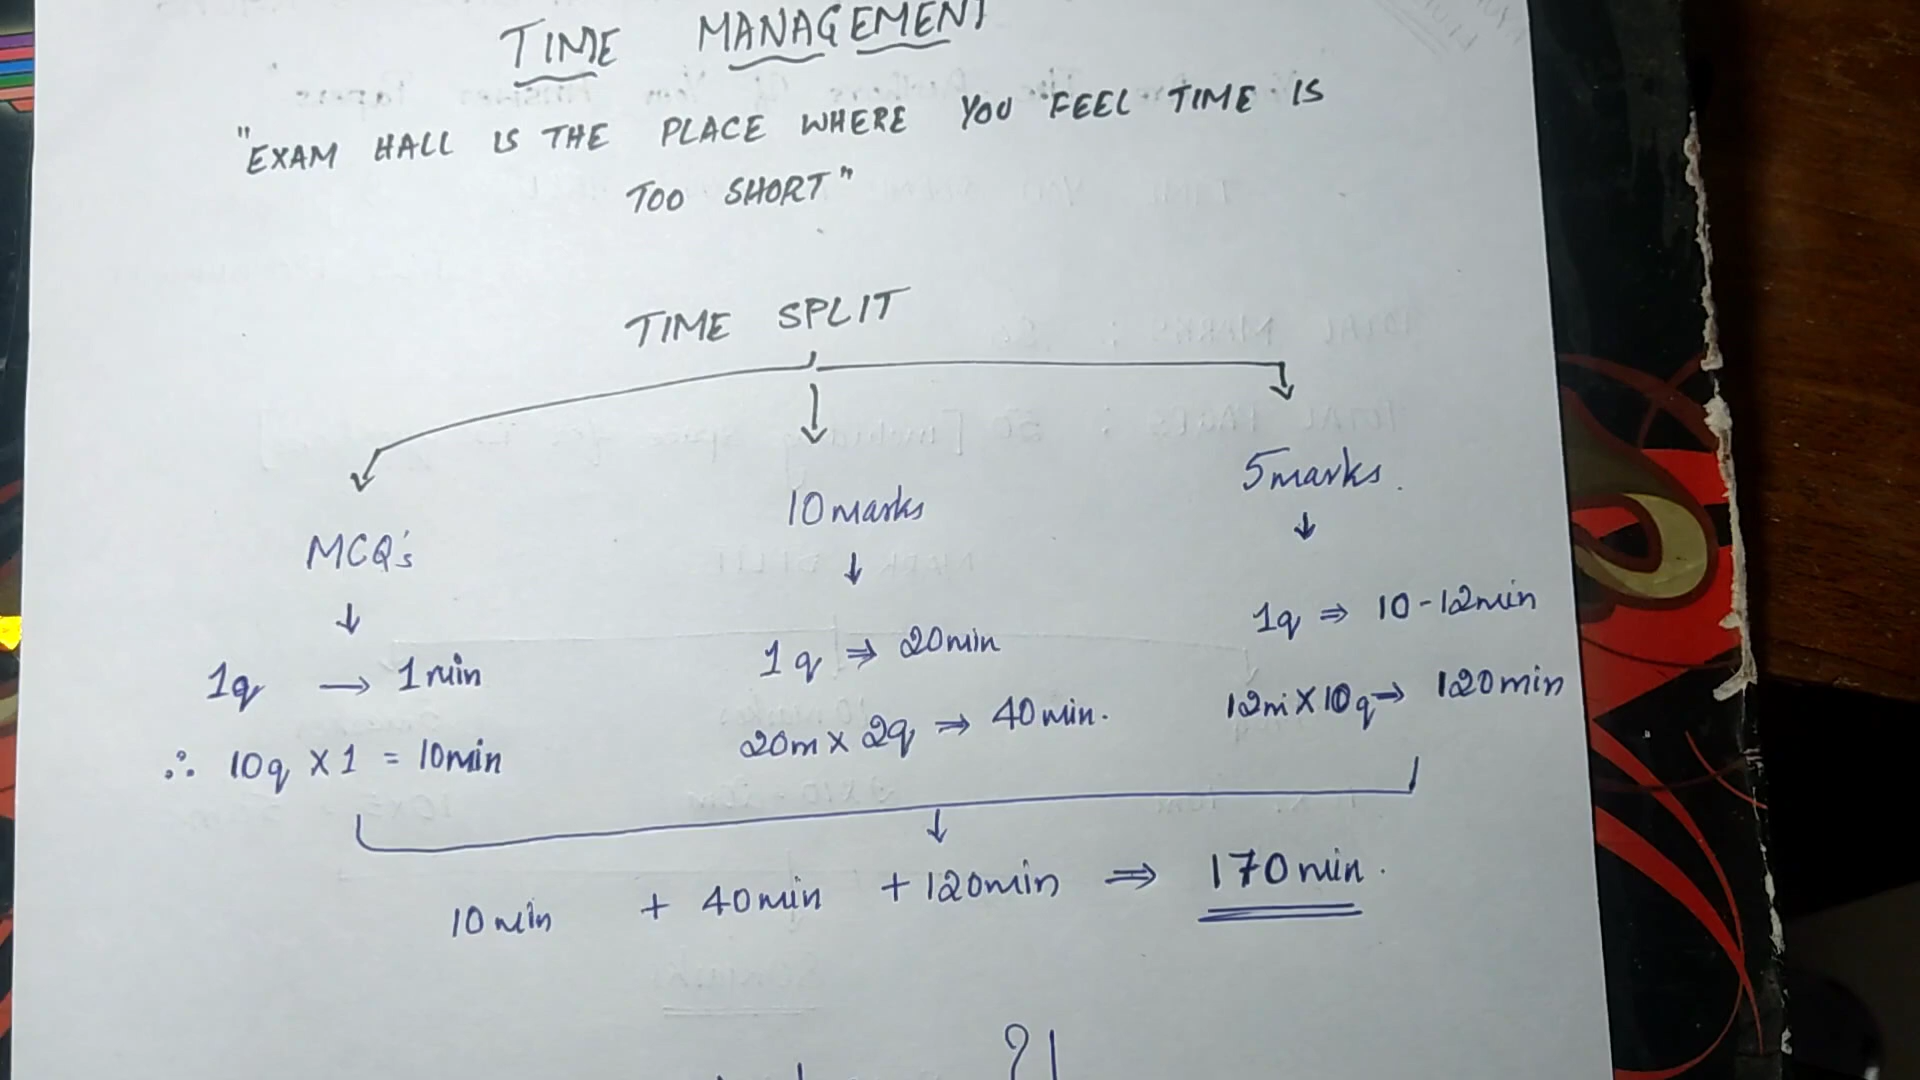 TIME MANAGEMENT
"EXAM HALL IS THE PLACE WHERE YOU FEEL TIME IS
TOO SHORT"
TIME SPLIT
MCQ's
1q → 1min
∴ 10q X 1 = 10min
10marks
1q ⇒ 20min
20m x 2q ⇒ 40min.
5marks.
1q ⇒ 10-12min
12m X 10q → 120min
10min + 40min + 120min ⇒ 170min.